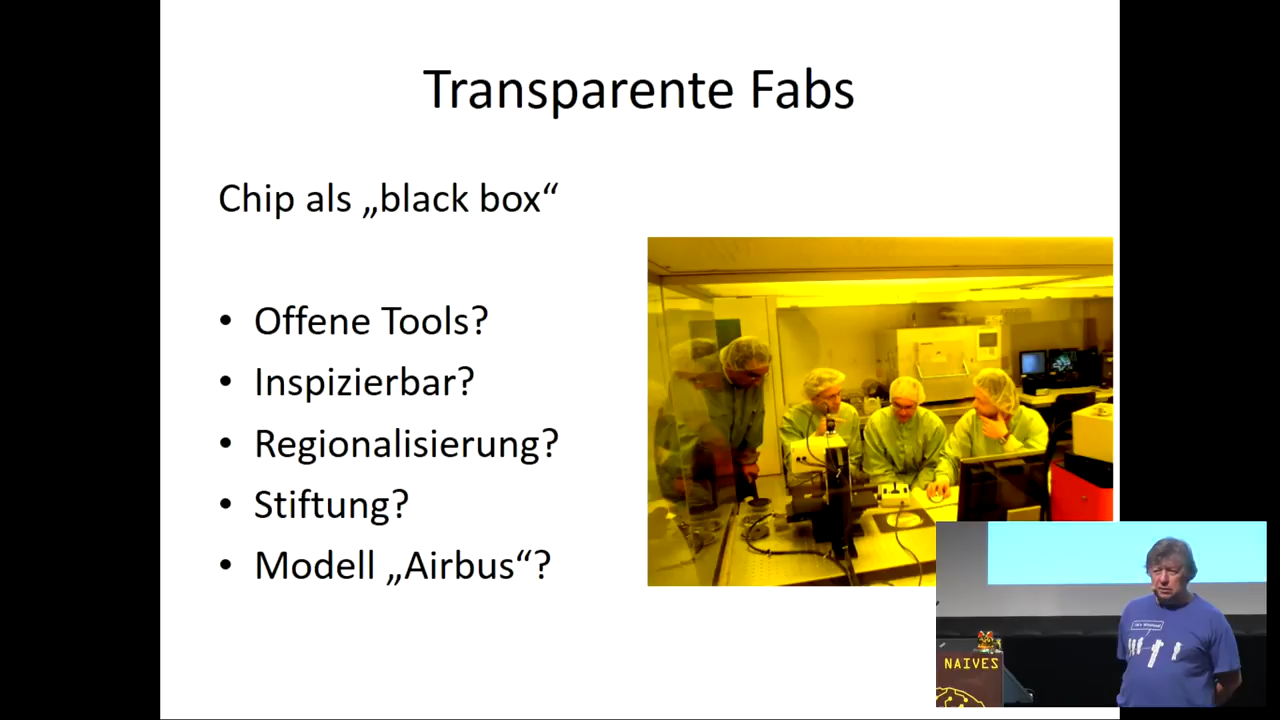 Transparente Fabs
Chip als „black box“
• Offene Tools?
• Inspizierbar?
• Regionalisierung?
• Stiftung?
• Modell „Airbus“?
NAIVES